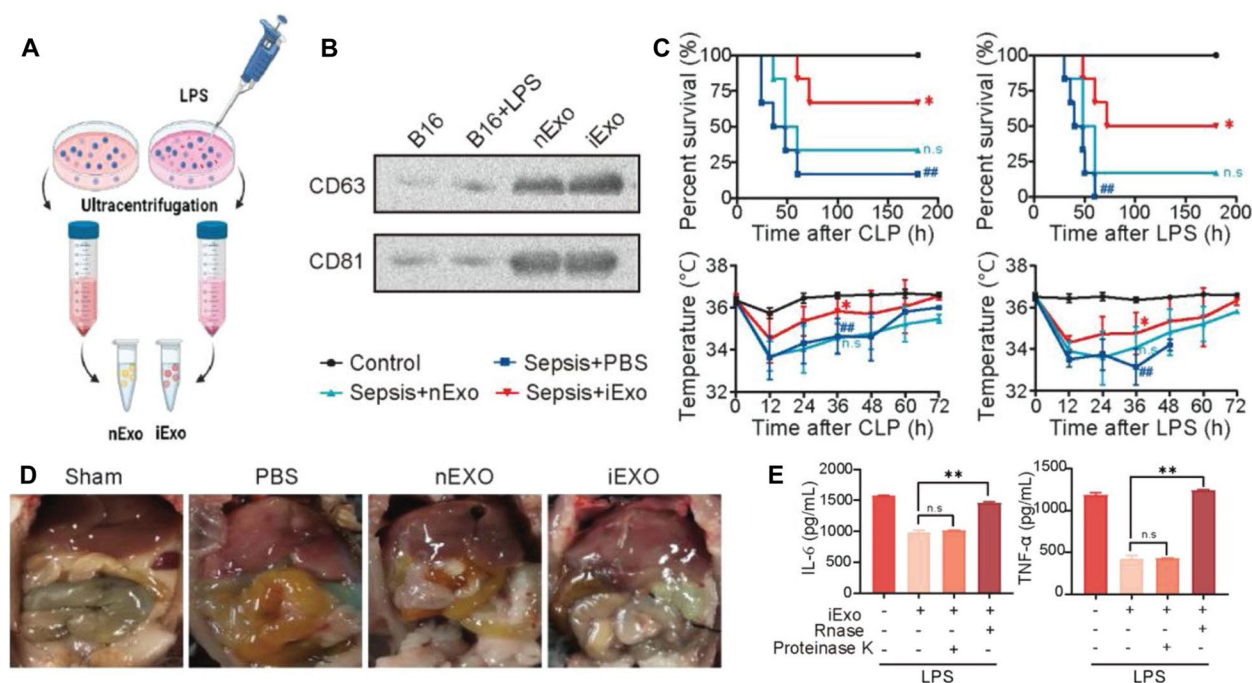 A
LPS
Ultracentrifugation
nExo iExo
B
B16
B16+LPS
nExo
iExo
CD63
CD81
Control
Sepsis+PBS
Sepsis+nExo
Sepsis+iExo
C
Percent survival (%)
100
75
50
25
0
0 50 100 150 200
Time after CLP (h)
*
n.s
##
Percent survival (%)
100
75
50
25
0
0 50 100 150 200
Time after LPS (h)
*
n.s
##
Temperature (°C)
38
36
34
32
0 12 24 36 48 60 72
Time after CLP (h)
*
##
n.s
Temperature (°C)
38
36
34
32
0 12 24 36 48 60 72
Time after LPS (h)
*
n.s
##
D
Sham PBS nEXO iEXO
E
IL-6 (pg/mL)
2000
1500
1000
500
0
**
n.s
TNF-α (pg/mL)
1500
1000
500
0
**
n.s
iExo - + + + - + + +
Rnase - - - + - - - +
Proteinase K - - + - - - + -
LPS LPS